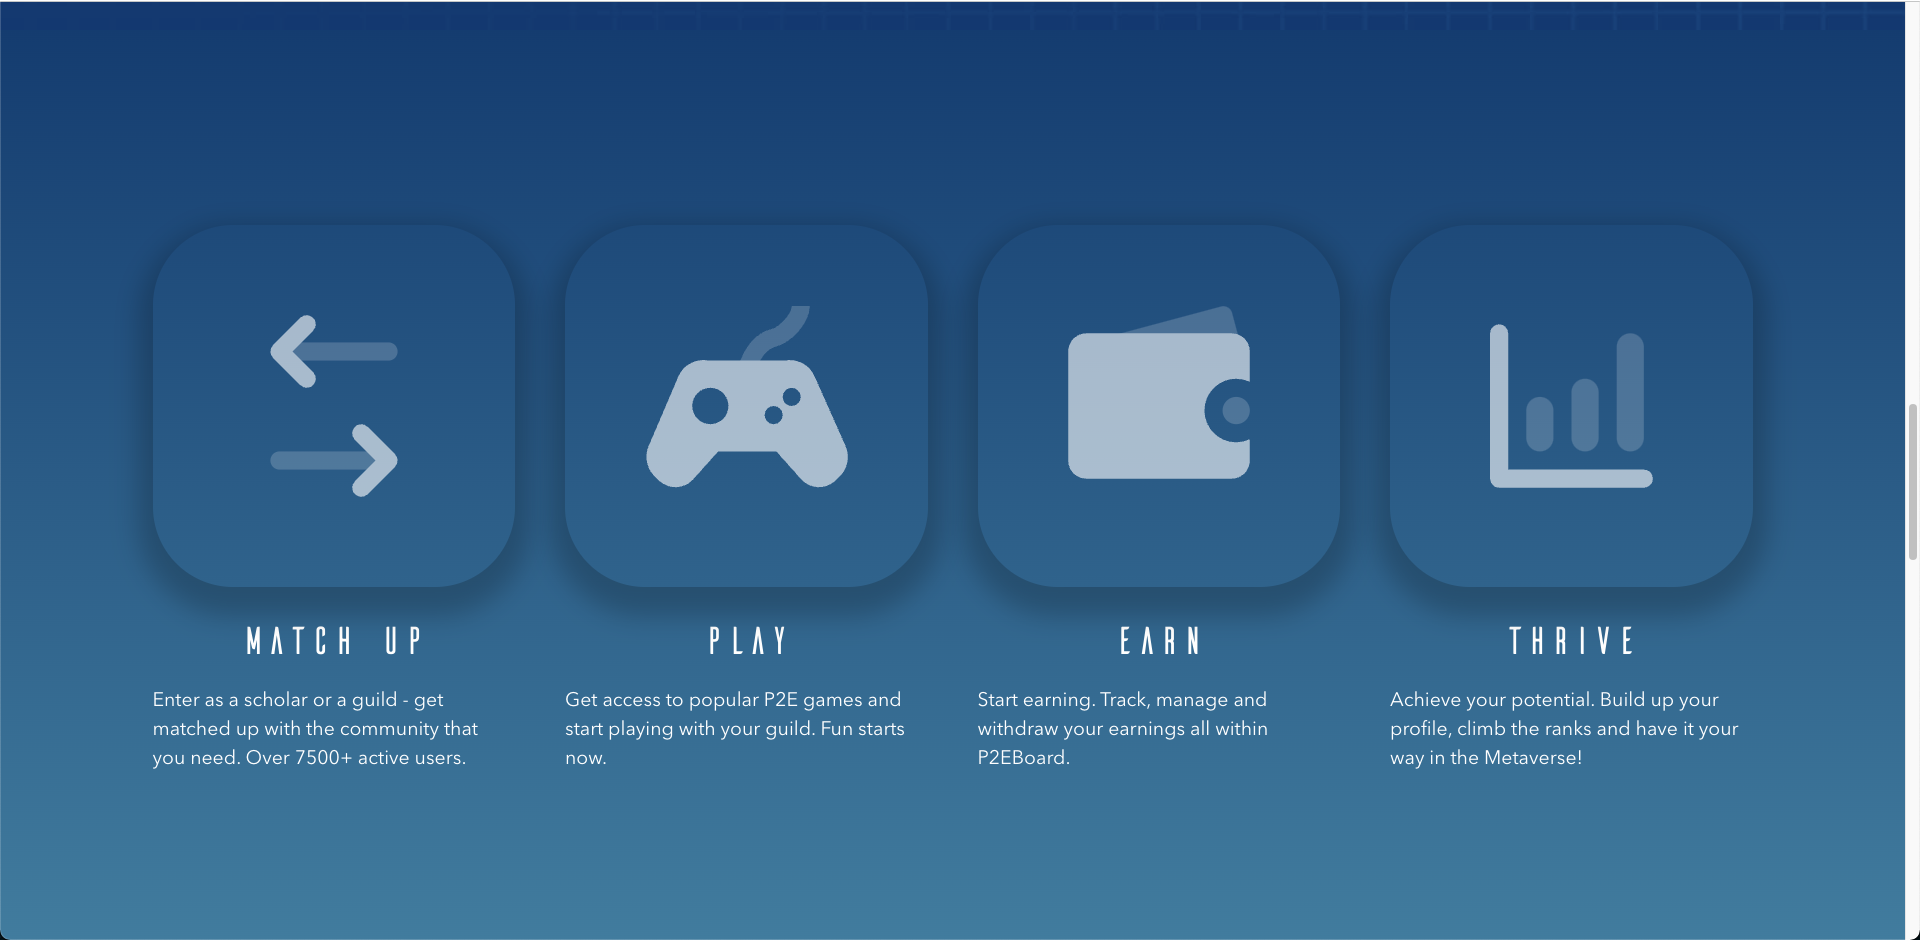 MATCH UP
Enter as a scholar or a guild - get
matched up with the community that
you need. Over 7500+ active users.
PLAY
Get access to popular P2E games and
start playing with your guild. Fun starts
now.
EARN
Start earning. Track, manage and
withdraw your earnings all within
P2EBoard.
THRIVE
Achieve your potential. Build up your
profile, climb the ranks and have it your
way in the Metaverse!